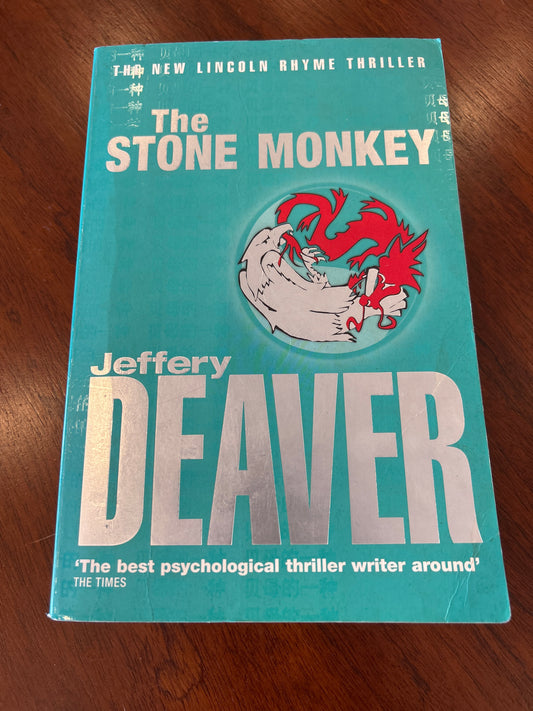 THE NEW LINCOLN RHYME THRILLER
The
STONE MONKEY
Jeffery
DEAVER
'The best psychological thriller writer around'
THE TIMES